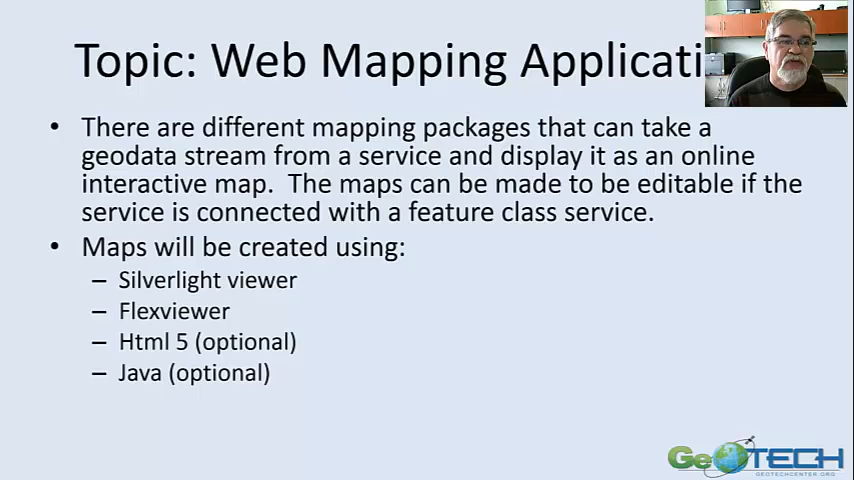 Topic: Web Mapping Applicati
• There are different mapping packages that can take a
geodata stream from a service and display it as an online
interactive map. The maps can be made to be editable if the
service is connected with a feature class service.
• Maps will be created using:
– Silverlight viewer
– Flexviewer
– Html 5 (optional)
– Java (optional)
GeoTECH
GEOTECHCENTER.ORG